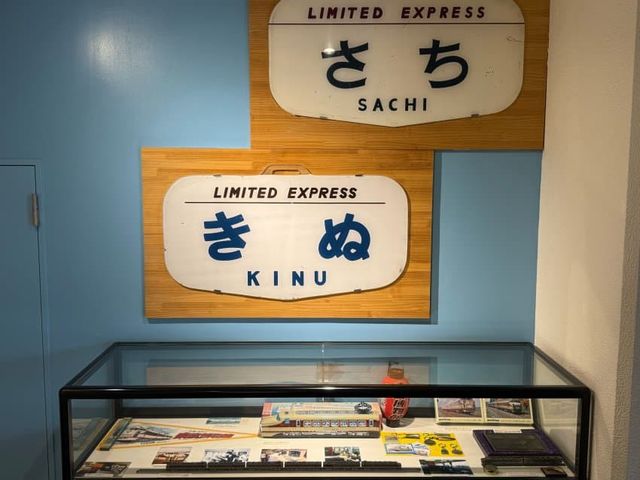 LIMITED EXPRESS
さち
SACHI
LIMITED EXPRESS
きぬ
KINU